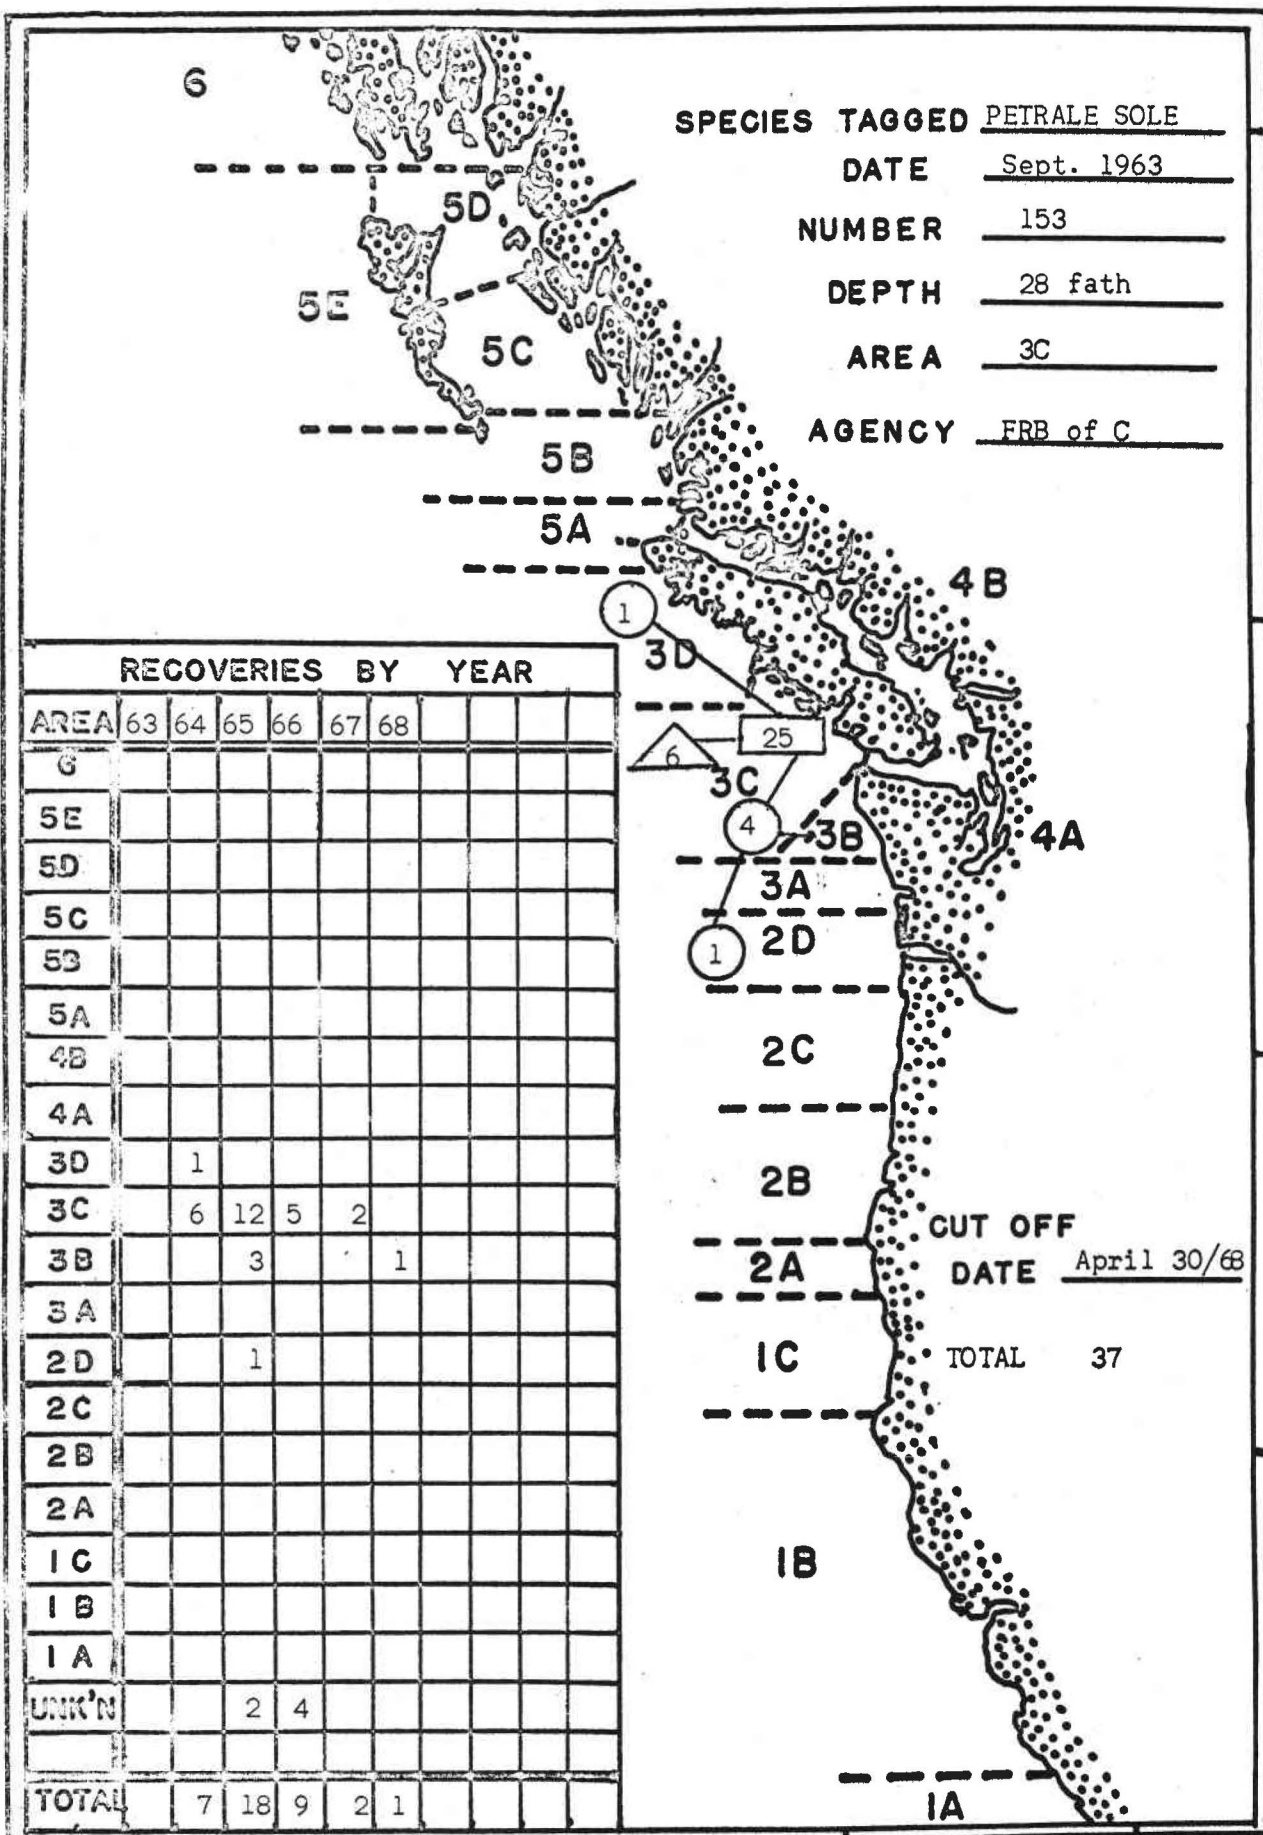 6
SPECIES TAGGED PETRALE SOLE
DATE Sept. 1963
NUMBER 153
DEPTH 28 fath
AREA 3C
AGENCY FRB of C
5D
5E
5C
5B
5A
4B
1
3D
25
6
3C
4
3B
4A
3A
1
2D
2C
2B
2A
1C
1B
1A
CUT OFF
DATE April 30/68
TOTAL 37
RECOVERIES BY YEAR
AREA 63 64 65 66 67 68
6
5E
5D
5C
5B
5A
4B
4A
3D 1
3C 6 12 5 2
3B 3 1
3A
2D 1
2C
2B
2A
1C
1B
1A
UNK'N 2 4
TOTAL 7 18 9 2 1